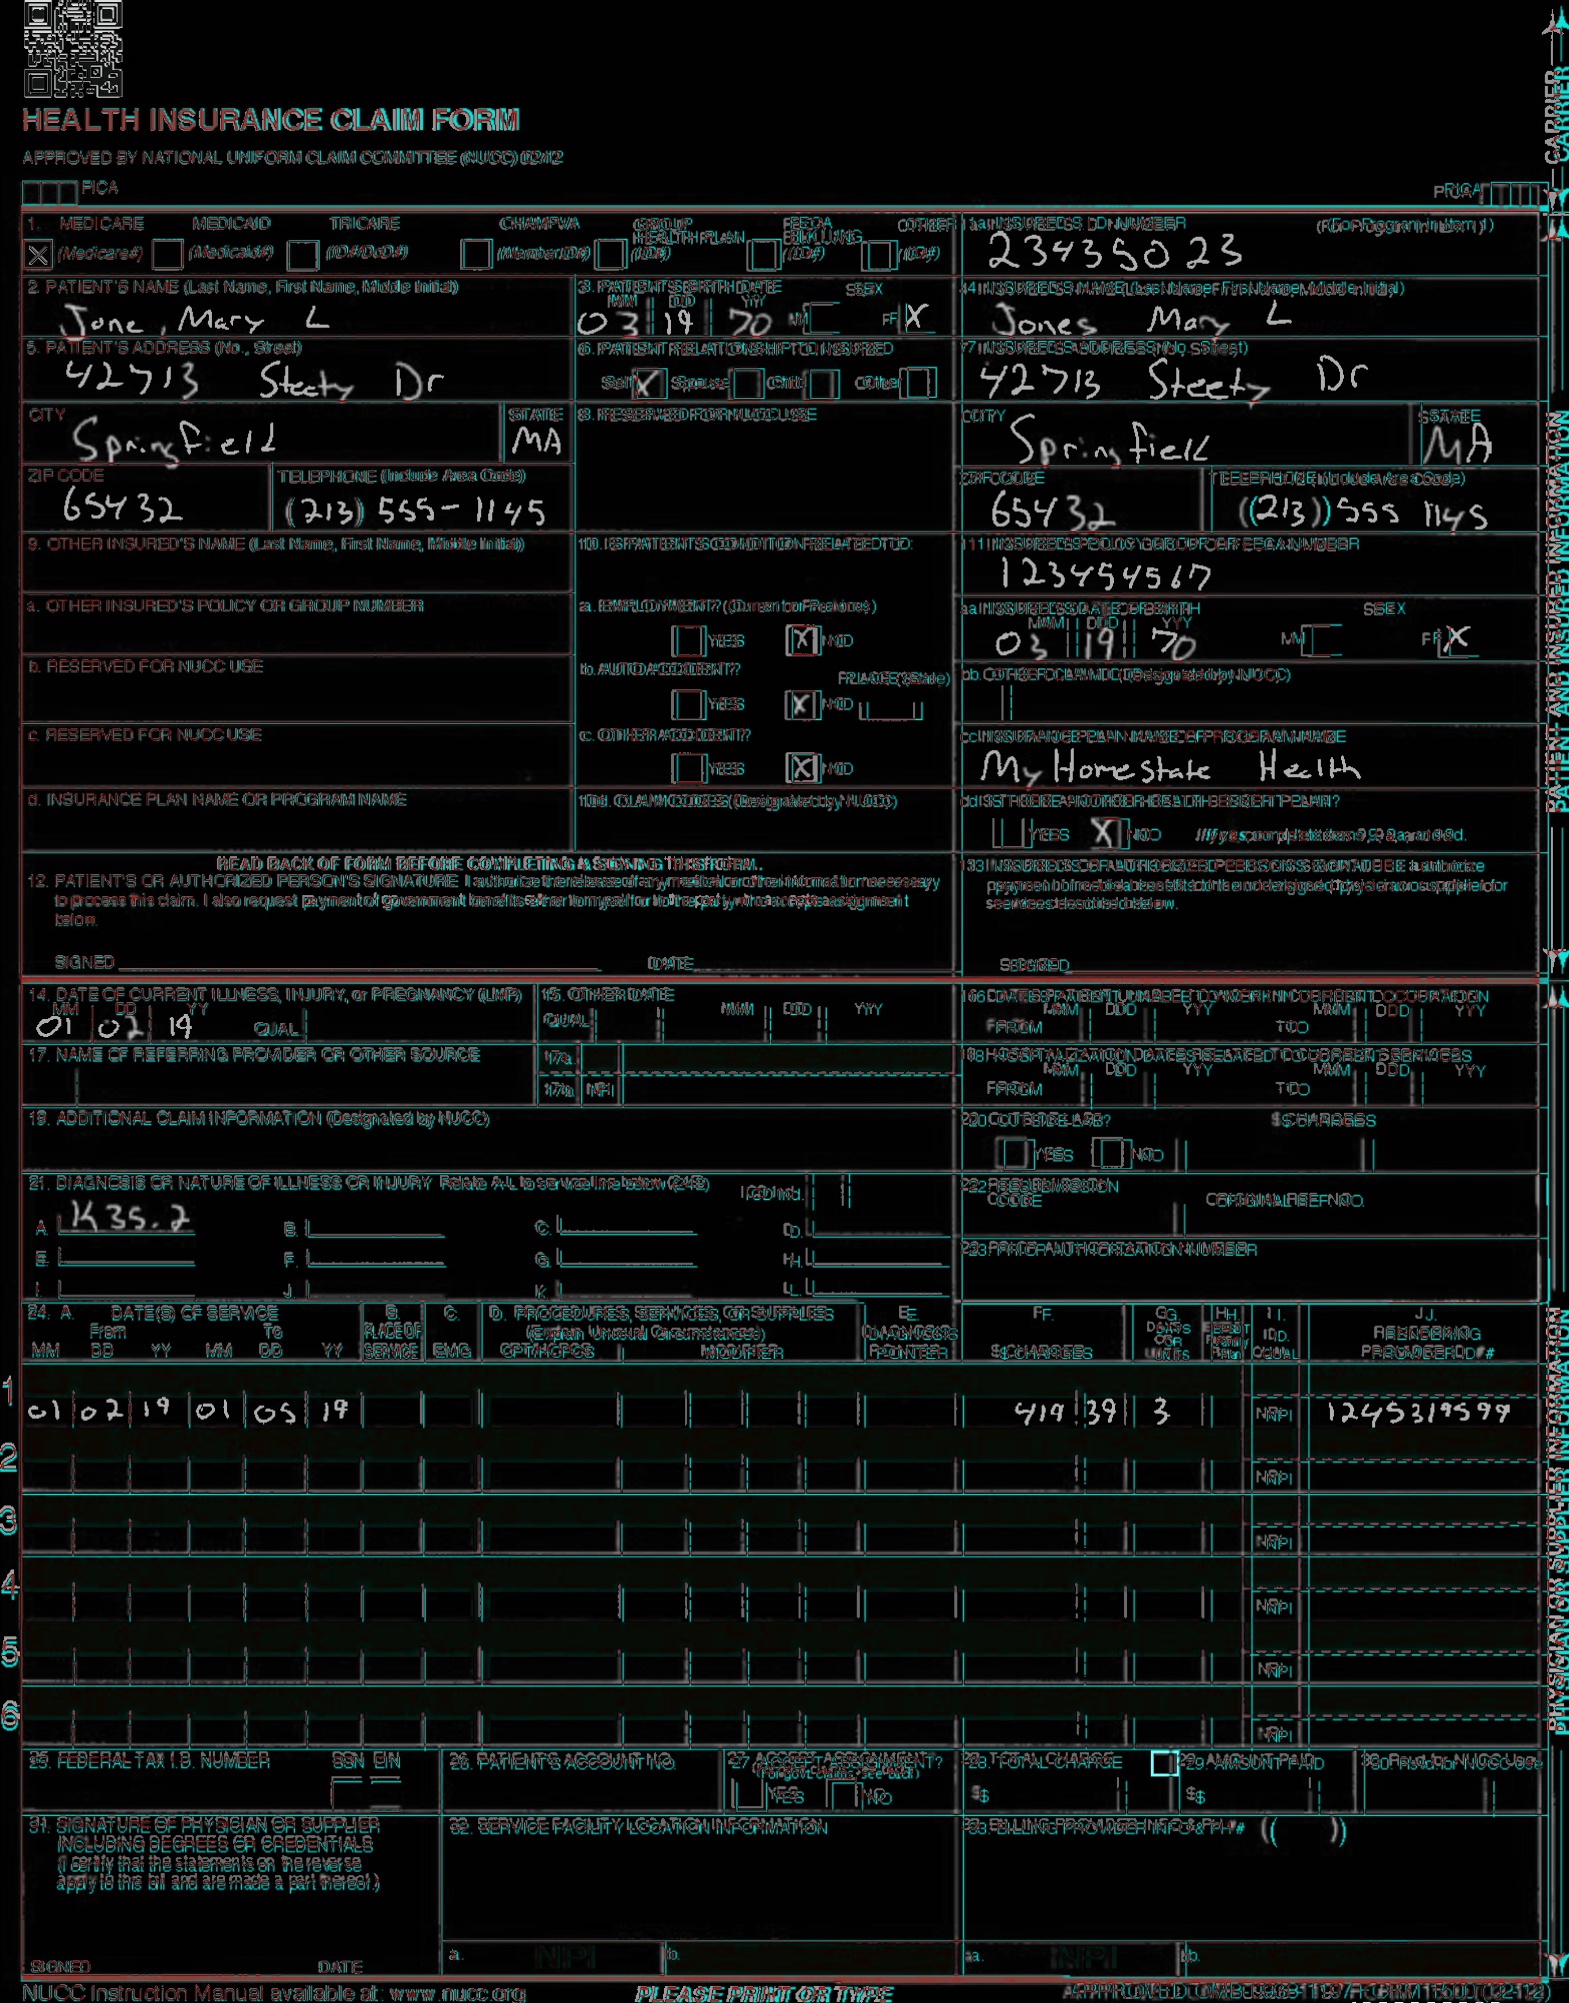 HEALTH INSURANCE CLAIM FORM
APPROVED BY NATIONAL UNIFORM CLAIM COMMITTEE (NUCC) 02/12
PICA
PICA
CARRIER
1. MEDICARE MEDICAID TRICARE CHAMPVA GROUP HEALTH PLAN FECA BLK LUNG OTHER
X (Medicare#) (Medicaid#) (ID#/DoD#) (Member ID#) (ID#) (ID#) (ID#)
1a. INSURED'S I.D. NUMBER (For Program in Item 1)
234350 23
2. PATIENT'S NAME (Last Name, First Name, Middle Initial)
Jone, Mary L
3. PATIENT'S BIRTH DATE SEX
MM DD YY
03 19 70 M F X
4. INSURED'S NAME (Last Name, First Name, Middle Initial)
Jones Mary L
5. PATIENT'S ADDRESS (No., Street)
42713 Steety Dr
6. PATIENT RELATIONSHIP TO INSURED
Self X Spouse Child Other
7. INSURED'S ADDRESS (No., Street)
42713 Steety Dr
CITY STATE
Springfield MA
8. RESERVED FOR NUCC USE
CITY STATE
Springfield MA
ZIP CODE TELEPHONE (Include Area Code)
65432 (213) 555-1145
ZIP CODE TELEPHONE (Include Area Code)
65432 (213) 555 1145
9. OTHER INSURED'S NAME (Last Name, First Name, Middle Initial)
10. IS PATIENT'S CONDITION RELATED TO:
11. INSURED'S POLICY GROUP OR FECA NUMBER
123454567
a. OTHER INSURED'S POLICY OR GROUP NUMBER
a. EMPLOYMENT? (Current or Previous)
YES X NO
a. INSURED'S DATE OF BIRTH SEX
MM DD YY
03 19 70 M F X
b. RESERVED FOR NUCC USE
b. AUTO ACCIDENT? PLACE (State)
YES X NO
b. OTHER CLAIM ID (Designated by NUCC)
c. RESERVED FOR NUCC USE
c. OTHER ACCIDENT?
YES X NO
c. INSURANCE PLAN NAME OR PROGRAM NAME
My Homestate Health
d. INSURANCE PLAN NAME OR PROGRAM NAME
10d. CLAIM CODES (Designated by NUCC)
d. IS THERE ANOTHER HEALTH BENEFIT PLAN?
YES X NO If yes, complete items 9, 9a, and 9d.
PATIENT AND INSURED INFORMATION
READ BACK OF FORM BEFORE COMPLETING & SIGNING THIS FORM.
12. PATIENT'S OR AUTHORIZED PERSON'S SIGNATURE I authorize the release of any medical or other information necessary
to process this claim. I also request payment of government benefits either to myself or to the party who accepts assignment
below.
SIGNED DATE
13. INSURED'S OR AUTHORIZED PERSON'S SIGNATURE I authorize
payment of medical benefits to the undersigned physician or supplier for
services described below.
SIGNED
14. DATE OF CURRENT ILLNESS, INJURY, or PREGNANCY (LMP)
MM DD YY
01 02 19 QUAL.
15. OTHER DATE
QUAL. MM DD YY
16. DATES PATIENT UNABLE TO WORK IN CURRENT OCCUPATION
MM DD YY MM DD YY
FROM TO
17. NAME OF REFERRING PROVIDER OR OTHER SOURCE
17a.
17b. NPI
18. HOSPITALIZATION DATES RELATED TO CURRENT SERVICES
MM DD YY MM DD YY
FROM TO
19. ADDITIONAL CLAIM INFORMATION (Designated by NUCC)
20. OUTSIDE LAB? $ CHARGES
YES NO
21. DIAGNOSIS OR NATURE OF ILLNESS OR INJURY Relate A-L to service line below (24E) ICD Ind.
A. K35.2 B. C. D.
E. F. G. H.
I. J. K. L.
22. RESUBMISSION CODE ORIGINAL REF. NO.
23. PRIOR AUTHORIZATION NUMBER
24. A. DATE(S) OF SERVICE B. C. D. PROCEDURES, SERVICES, OR SUPPLIES E. F. G. H. I. J.
From To PLACE OF (Explain Unusual Circumstances) DIAGNOSIS DAYS OR EPSDT ID. RENDERING
MM DD YY MM DD YY SERVICE EMG CPT/HCPCS MODIFIER POINTER $ CHARGES UNITS Plan QUAL. PROVIDER ID. #
1 01 02 19 01 05 19 419 39 3 NPI 1245319599
2 NPI
3 NPI
4 NPI
5 NPI
6 NPI
PHYSICIAN OR SUPPLIER INFORMATION
25. FEDERAL TAX I.D. NUMBER SSN EIN
26. PATIENT'S ACCOUNT NO.
27. ACCEPT ASSIGNMENT?
(For govt. claims, see back)
YES NO
28. TOTAL CHARGE
$
29. AMOUNT PAID
$
30. Rsvd for NUCC Use
31. SIGNATURE OF PHYSICIAN OR SUPPLIER
INCLUDING DEGREES OR CREDENTIALS
(I certify that the statements on the reverse
apply to this bill and are made a part thereof.)
SIGNED DATE
32. SERVICE FACILITY LOCATION INFORMATION
a. NPI b.
33. BILLING PROVIDER INFO & PH # ( )
a. NPI b.
NUCC Instruction Manual available at: www.nucc.org
PLEASE PRINT OR TYPE
APPROVED OMB-0938-1197 FORM 1500 (02-12)